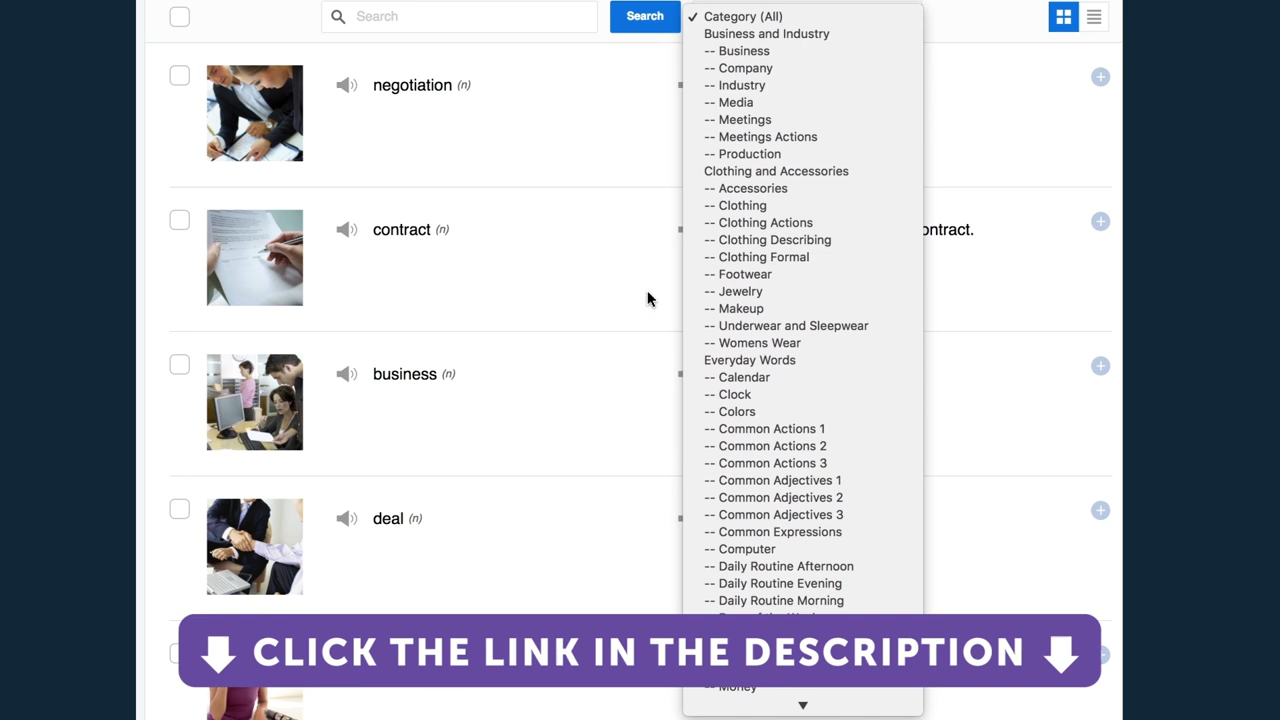 Search
Search
✓ Category (All)
Business and Industry
-- Business
-- Company
-- Industry
-- Media
-- Meetings
-- Meetings Actions
-- Production
Clothing and Accessories
-- Accessories
-- Clothing
-- Clothing Actions
-- Clothing Describing
-- Clothing Formal
-- Footwear
-- Jewelry
-- Makeup
-- Underwear and Sleepwear
-- Womens Wear
Everyday Words
-- Calendar
-- Clock
-- Colors
-- Common Actions 1
-- Common Actions 2
-- Common Actions 3
-- Common Adjectives 1
-- Common Adjectives 2
-- Common Adjectives 3
-- Common Expressions
-- Computer
-- Daily Routine Afternoon
-- Daily Routine Evening
-- Daily Routine Morning
-- Money
negotiation (n)
contract (n)
ontract.
business (n)
deal (n)
CLICK THE LINK IN THE DESCRIPTION